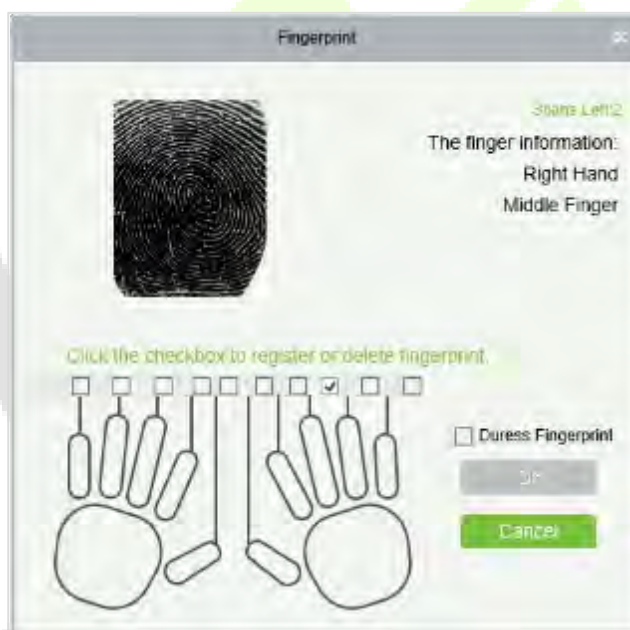 Fingerprint
Scans Left:2
The finger information:
Right Hand
Middle Finger
Click the checkbox to register or delete fingerprint.
Duress Fingerprint
Cancel